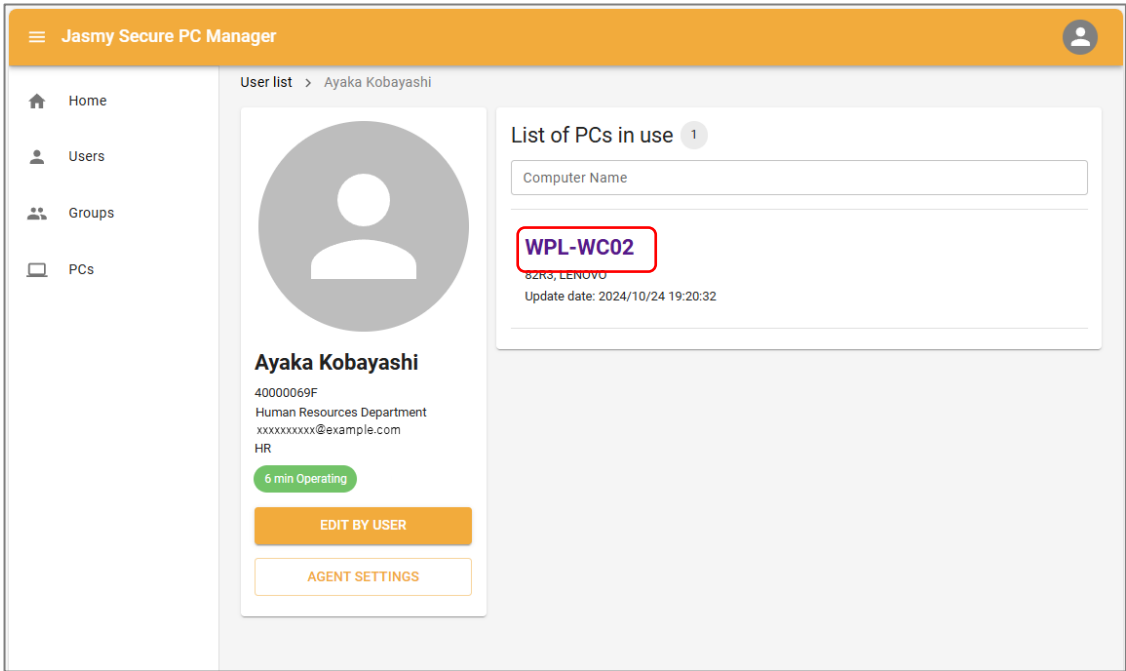 Jasmy Secure PC Manager
Home
Users
Groups
PCs
User list > Ayaka Kobayashi
Ayaka Kobayashi
40000069F
Human Resources Department
xxxxxxxxxx@example.com
HR
6 min Operating
EDIT BY USER
AGENT SETTINGS
List of PCs in use 1
Computer Name
WPL-WC02
82R3, LENOVO
Update date: 2024/10/24 19:20:32